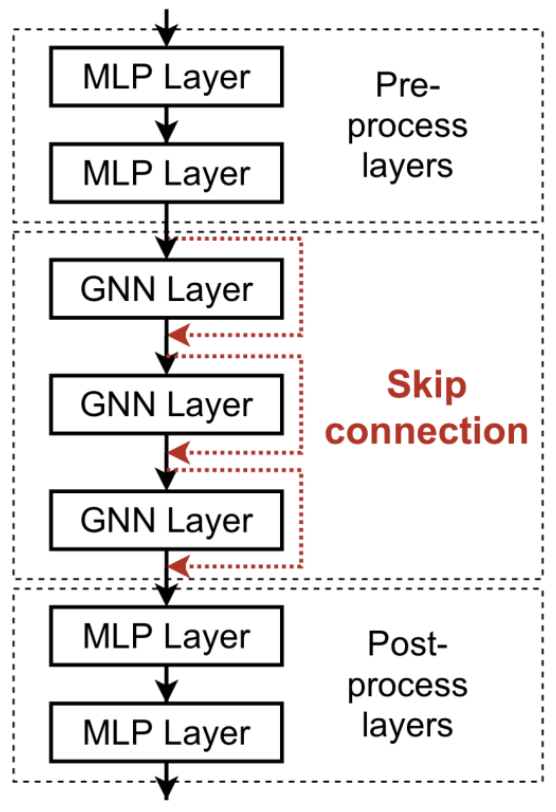 MLP Layer
MLP Layer
Pre-
process
layers
GNN Layer
GNN Layer
GNN Layer
Skip
connection
MLP Layer
MLP Layer
Post-
process
layers